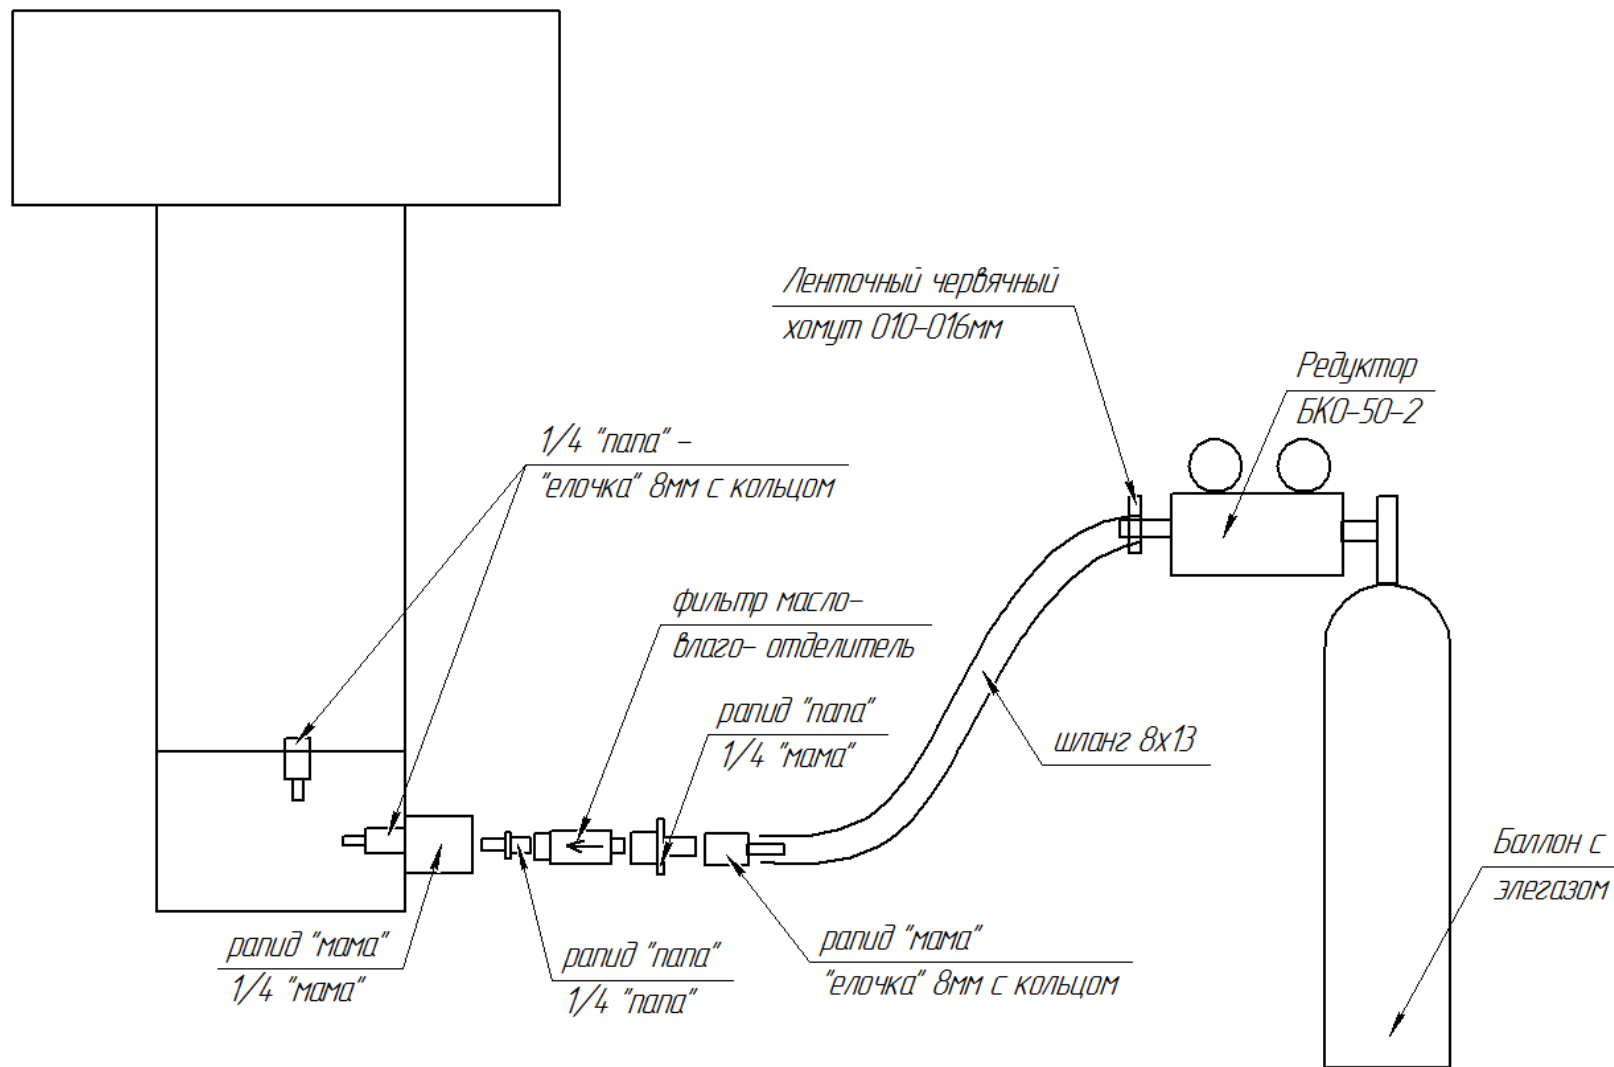 Ленточный червячный
хомут О10-О16мм
Редуктор
БКО-50-2
1/4 "папа" -
"елочка" 8мм с кольцом
фильтр масло-
влаго- отделитель
рапид "папа"
1/4 "мама"
шланг 8х13
Баллон с
элегазом
рапид "мама"
1/4 "мама"
рапид "папа"
1/4 "папа"
рапид "мама"
"елочка" 8мм с кольцом